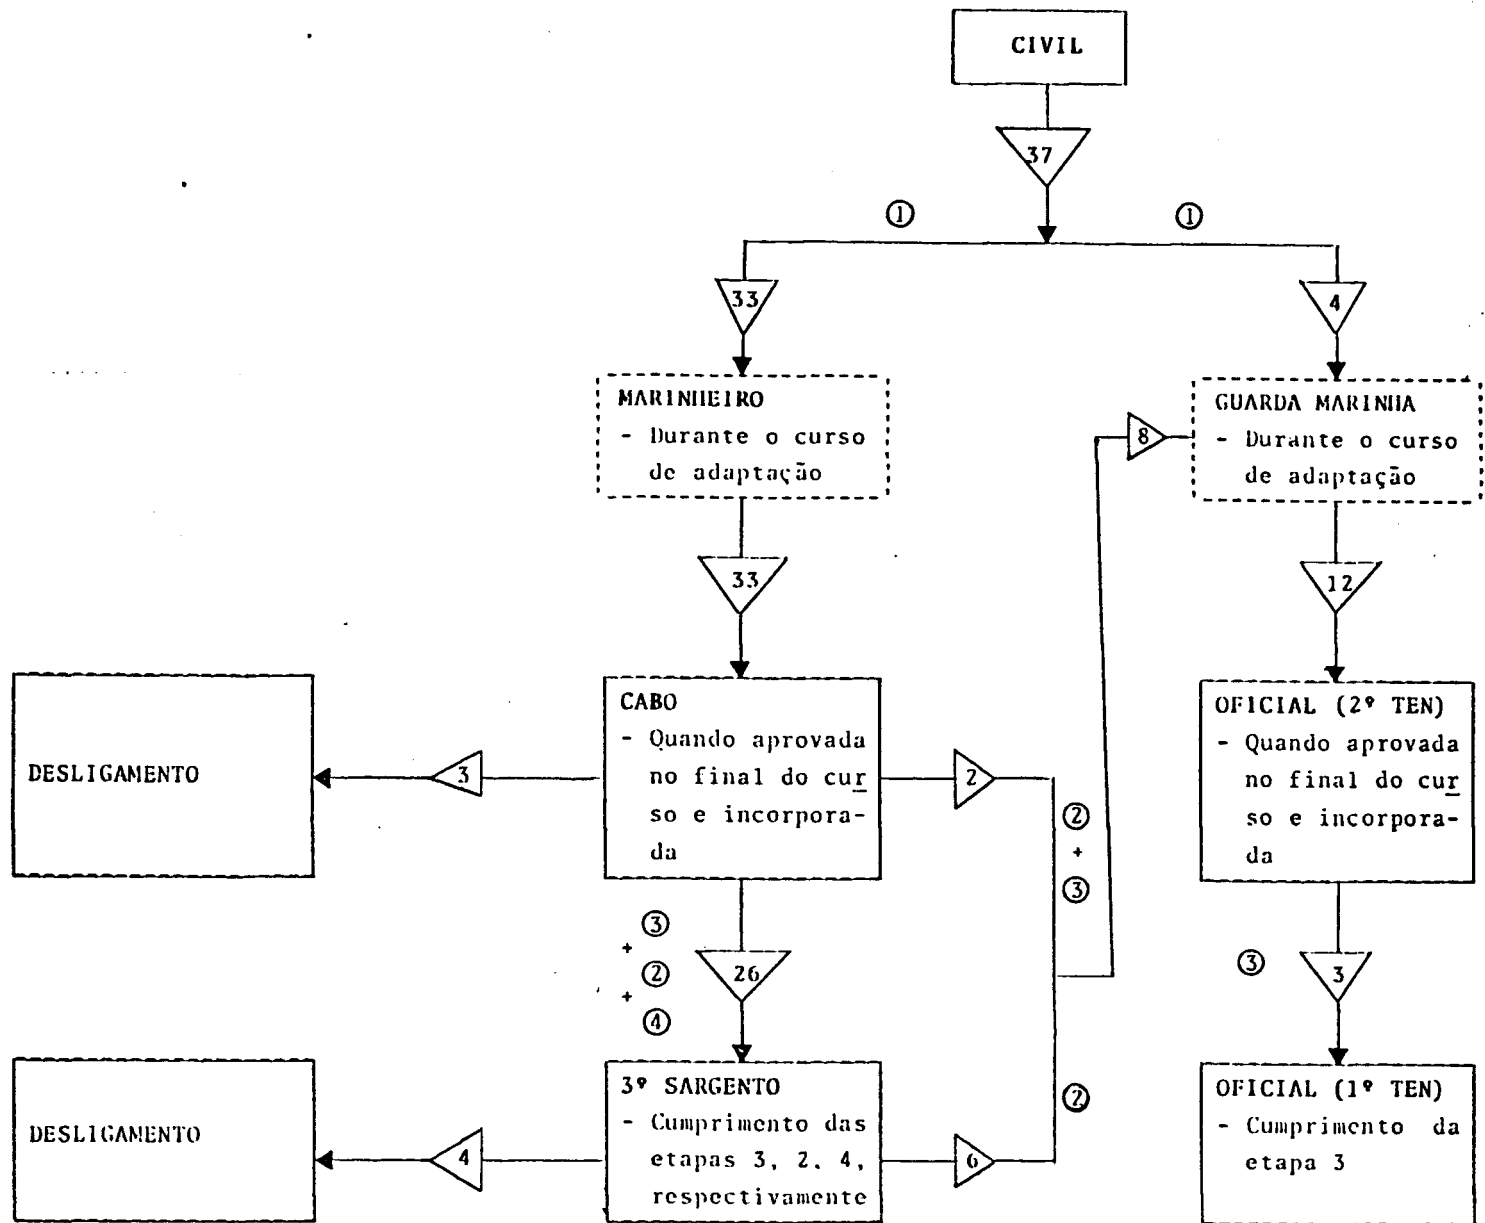 CIVIL
37
① ①
33
4
MARINHEIRO
- Durante o curso
de adaptação
8
GUARDA MARINHA
- Durante o curso
de adaptação
33
12
DESLIGAMENTO
3
CABO
- Quando aprovada
no final do cur
so e incorpora-
da
2
②
+
③
OFICIAL (2º TEN)
- Quando aprovada
no final do cur
so e incorpora-
da
③
+
②
+
④
26
③
3
DESLIGAMENTO
4
3º SARGENTO
- Cumprimento das
etapas 3, 2. 4,
respectivamente
6
②
OFICIAL (1º TEN)
- Cumprimento da
etapa 3